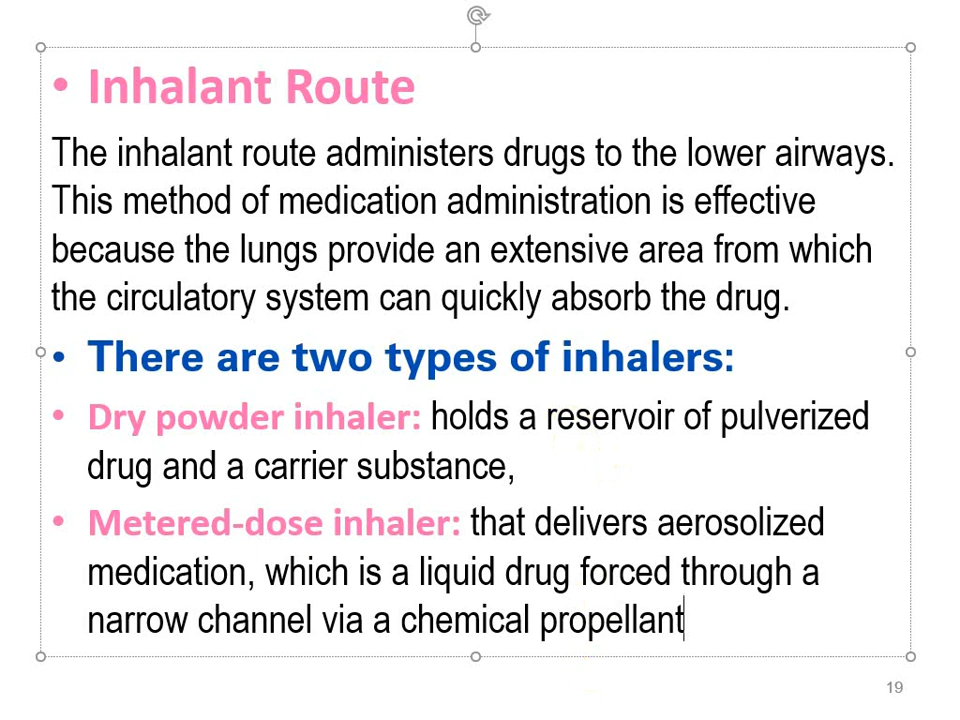 • Inhalant Route
The inhalant route administers drugs to the lower airways.
This method of medication administration is effective
because the lungs provide an extensive area from which
the circulatory system can quickly absorb the drug.
• There are two types of inhalers:
• Dry powder inhaler: holds a reservoir of pulverized
drug and a carrier substance,
• Metered-dose inhaler: that delivers aerosolized
medication, which is a liquid drug forced through a
narrow channel via a chemical propellant
19